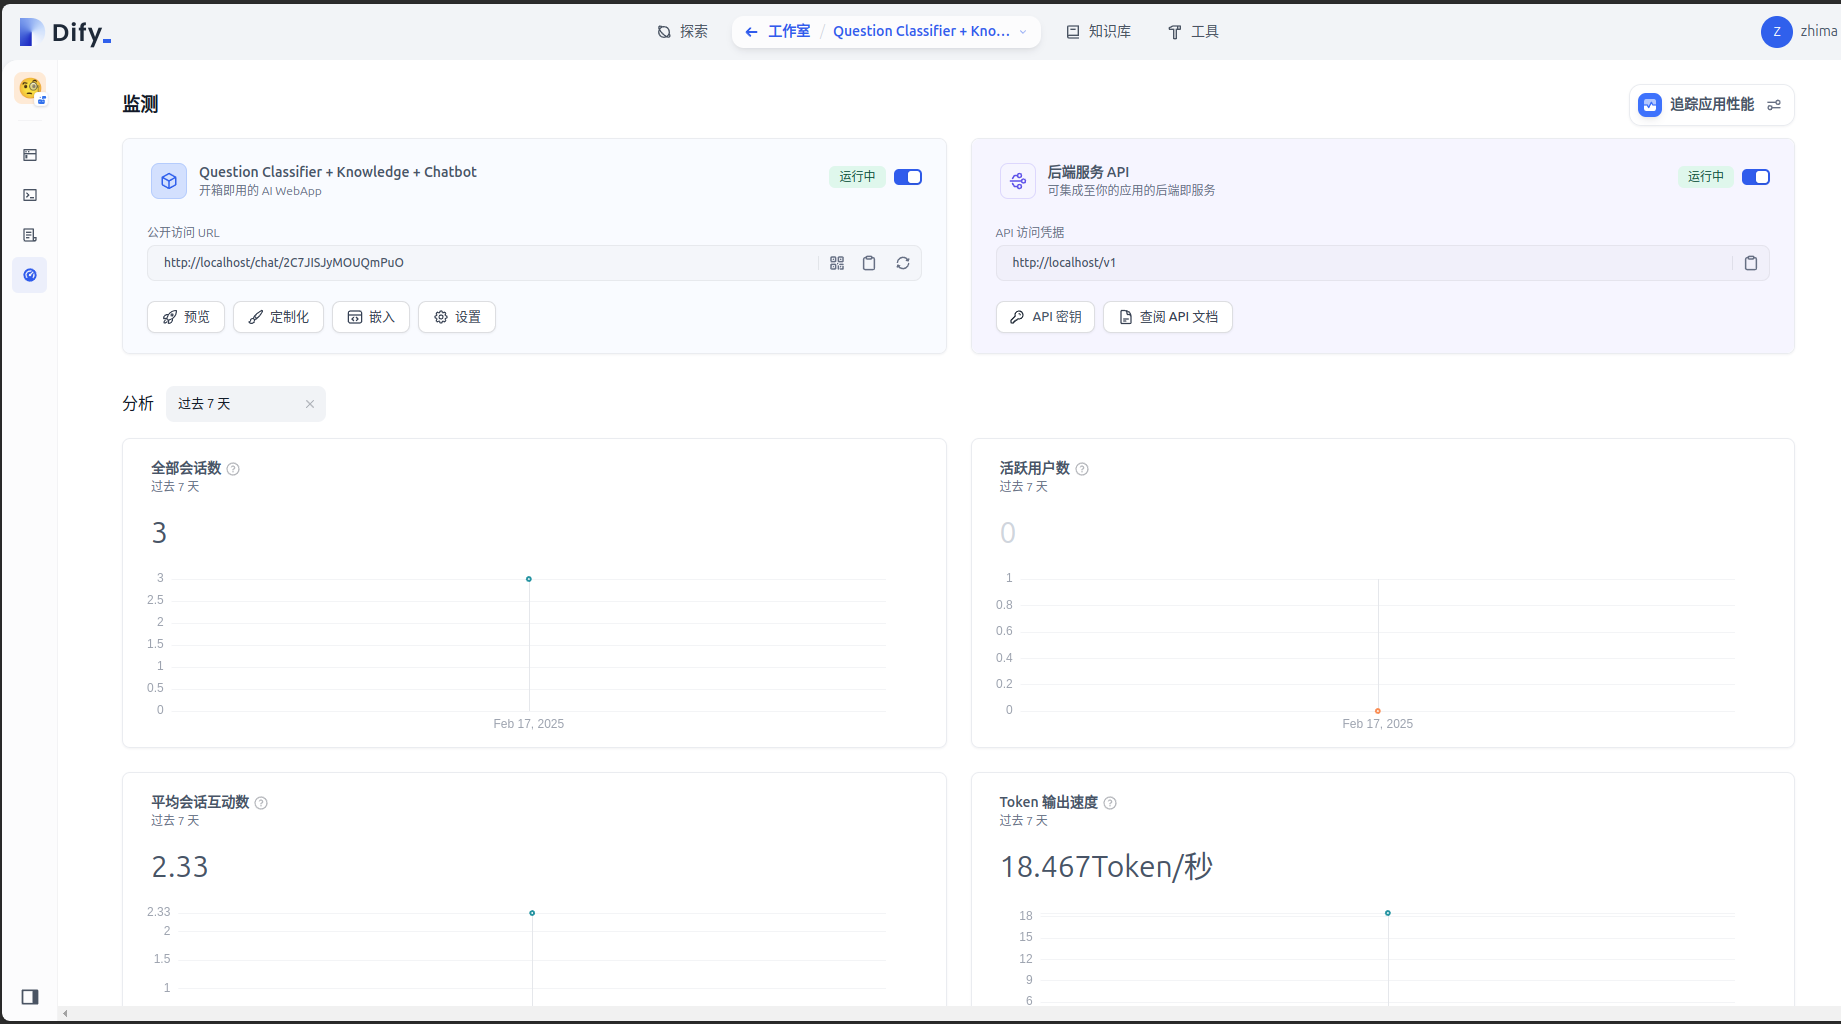 Dify_
探索
工作室 / Question Classifier + Kno...
知识库
工具
Z
zhima
监测
追踪应用性能
Question Classifier + Knowledge + Chatbot
开箱即用的 AI WebApp
运行中
公开访问 URL
http://localhost/chat/2C7JISJyMOUQmPuO
预览
定制化
嵌入
设置
后端服务 API
可集成至你的应用的后端即服务
运行中
API 访问凭据
http://localhost/v1
API 密钥
查阅 API 文档
分析
过去 7 天
全部会话数
过去 7 天
3
3
2.5
2
1.5
1
0.5
0
Feb 17, 2025
活跃用户数
过去 7 天
0
1
0.8
0.6
0.4
0.2
0
Feb 17, 2025
平均会话互动数
过去 7 天
2.33
2.33
2
1.5
1
Token 输出速度
过去 7 天
18.467Token/秒
18
15
12
9
6